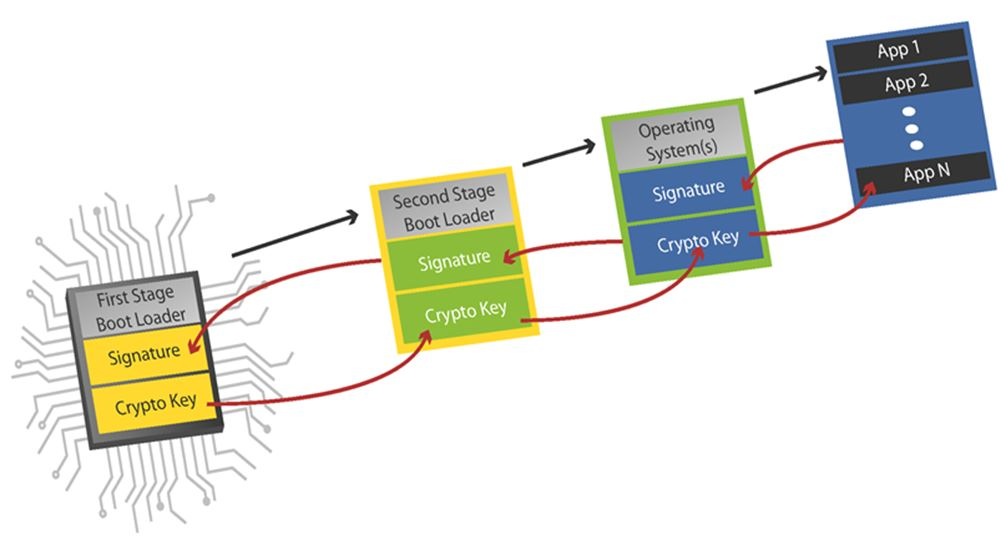 First Stage
Boot Loader
Signature
Crypto Key
Second Stage
Boot Loader
Signature
Crypto Key
Operating
System(s)
Signature
Crypto Key
App 1
App 2
App N